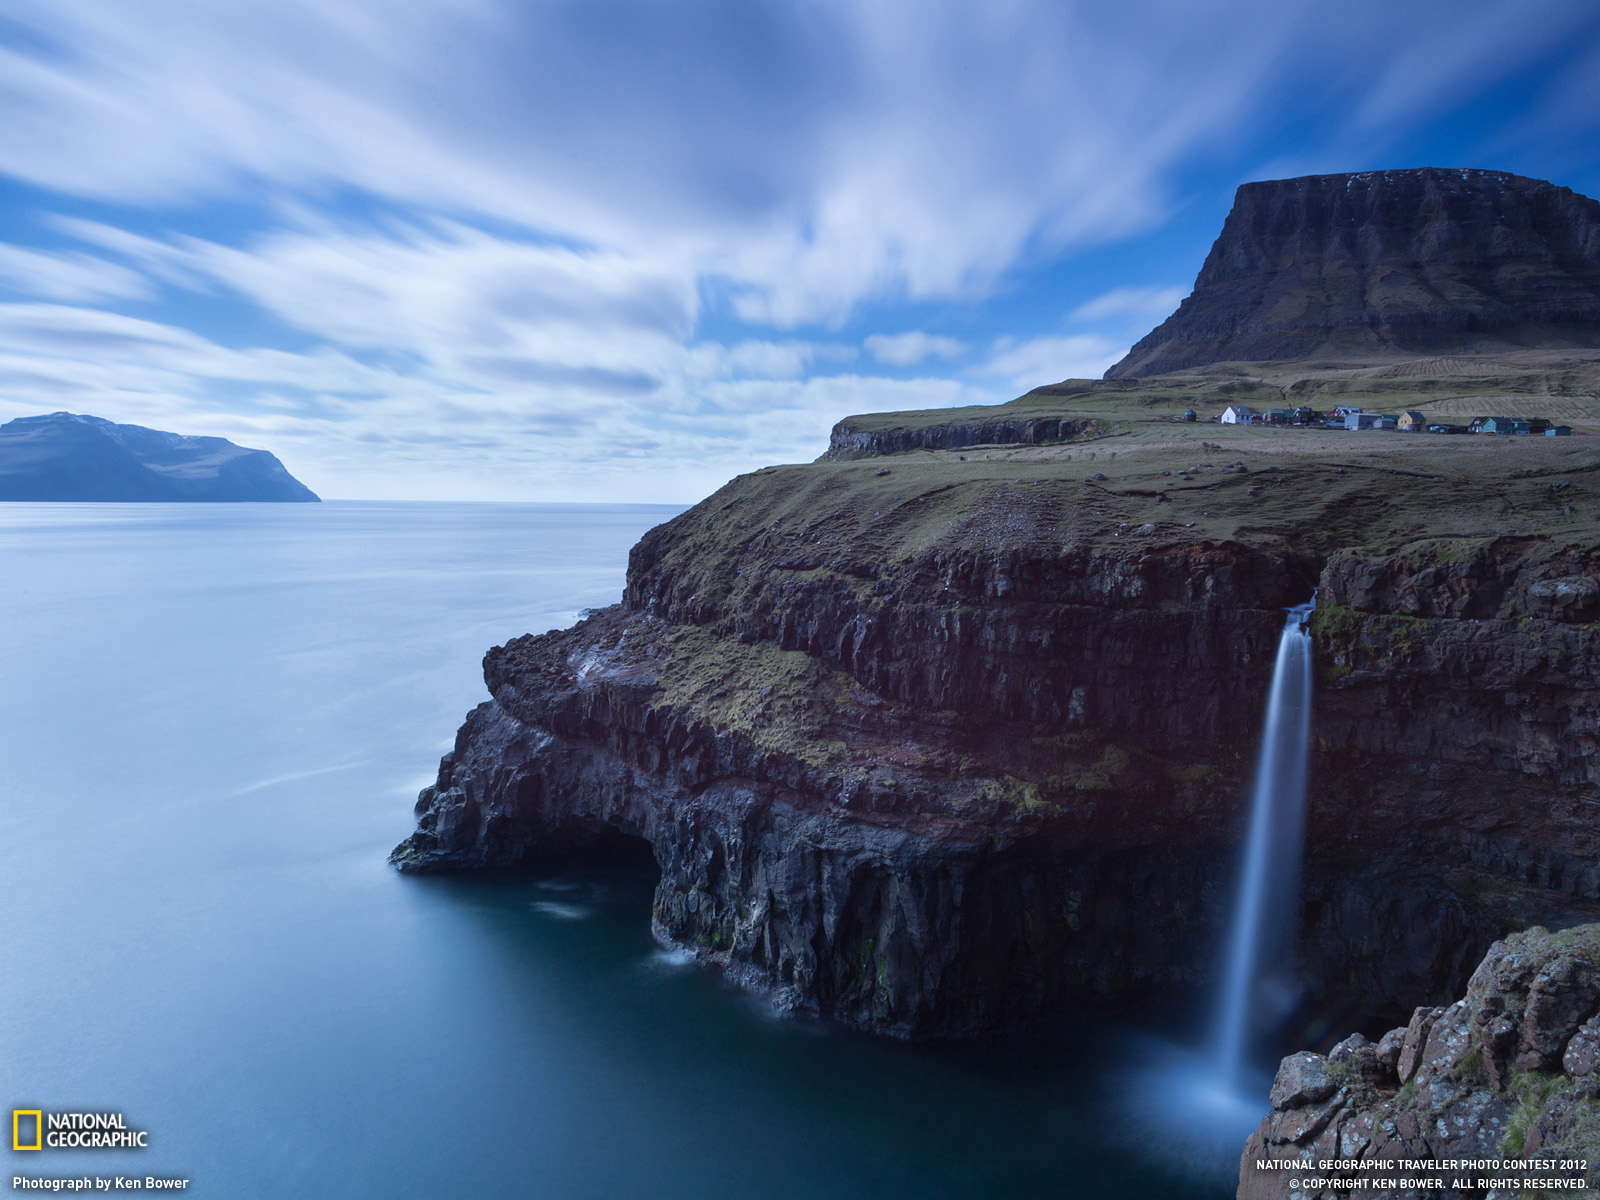 NATIONAL
GEOGRAPHIC
Photograph by Ken Bower
NATIONAL GEOGRAPHIC TRAVELER PHOTO CONTEST 2012
© COPYRIGHT KEN BOWER. ALL RIGHTS RESERVED.